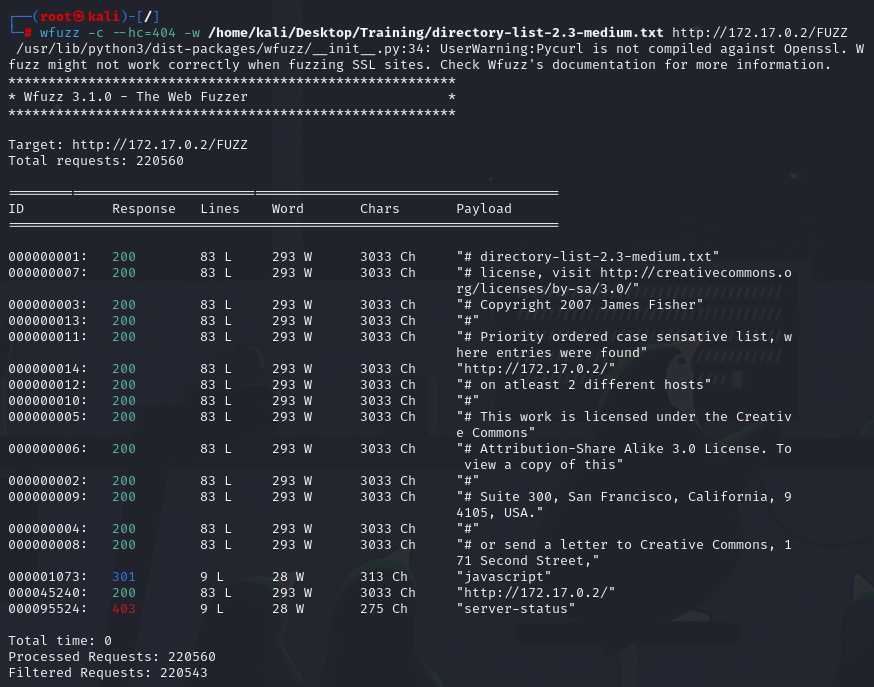 ┌──(root㉿kali)-[/]
└─# wfuzz -c --hc=404 -w /home/kali/Desktop/Training/directory-list-2.3-medium.txt http://172.17.0.2/FUZZ
 /usr/lib/python3/dist-packages/wfuzz/__init__.py:34: UserWarning:Pycurl is not compiled against Openssl. W
fuzz might not work correctly when fuzzing SSL sites. Check Wfuzz's documentation for more information.
********************************************************
* Wfuzz 3.1.0 - The Web Fuzzer                         *
********************************************************
Target: http://172.17.0.2/FUZZ
Total requests: 220560
=====================================================================
ID           Response   Lines    Word       Chars       Payload
=====================================================================
000000001:   200        83 L     293 W      3033 Ch     "# directory-list-2.3-medium.txt"
000000007:   200        83 L     293 W      3033 Ch     "# license, visit http://creativecommons.o
                                                        rg/licenses/by-sa/3.0/"
000000003:   200        83 L     293 W      3033 Ch     "# Copyright 2007 James Fisher"
000000013:   200        83 L     293 W      3033 Ch     "#"
000000011:   200        83 L     293 W      3033 Ch     "# Priority ordered case sensative list, w
                                                        here entries were found"
000000014:   200        83 L     293 W      3033 Ch     "http://172.17.0.2/"
000000012:   200        83 L     293 W      3033 Ch     "# on atleast 2 different hosts"
000000010:   200        83 L     293 W      3033 Ch     "#"
000000005:   200        83 L     293 W      3033 Ch     "# This work is licensed under the Creativ
                                                        e Commons"
000000006:   200        83 L     293 W      3033 Ch     "# Attribution-Share Alike 3.0 License. To
                                                         view a copy of this"
000000002:   200        83 L     293 W      3033 Ch     "#"
000000009:   200        83 L     293 W      3033 Ch     "# Suite 300, San Francisco, California, 9
                                                        4105, USA."
000000004:   200        83 L     293 W      3033 Ch     "#"
000000008:   200        83 L     293 W      3033 Ch     "# or send a letter to Creative Commons, 1
                                                        71 Second Street,"
000001073:   301        9 L      28 W       313 Ch      "javascript"
000045240:   200        83 L     293 W      3033 Ch     "http://172.17.0.2/"
000095524:   403        9 L      28 W       275 Ch      "server-status"
Total time: 0
Processed Requests: 220560
Filtered Requests: 220543